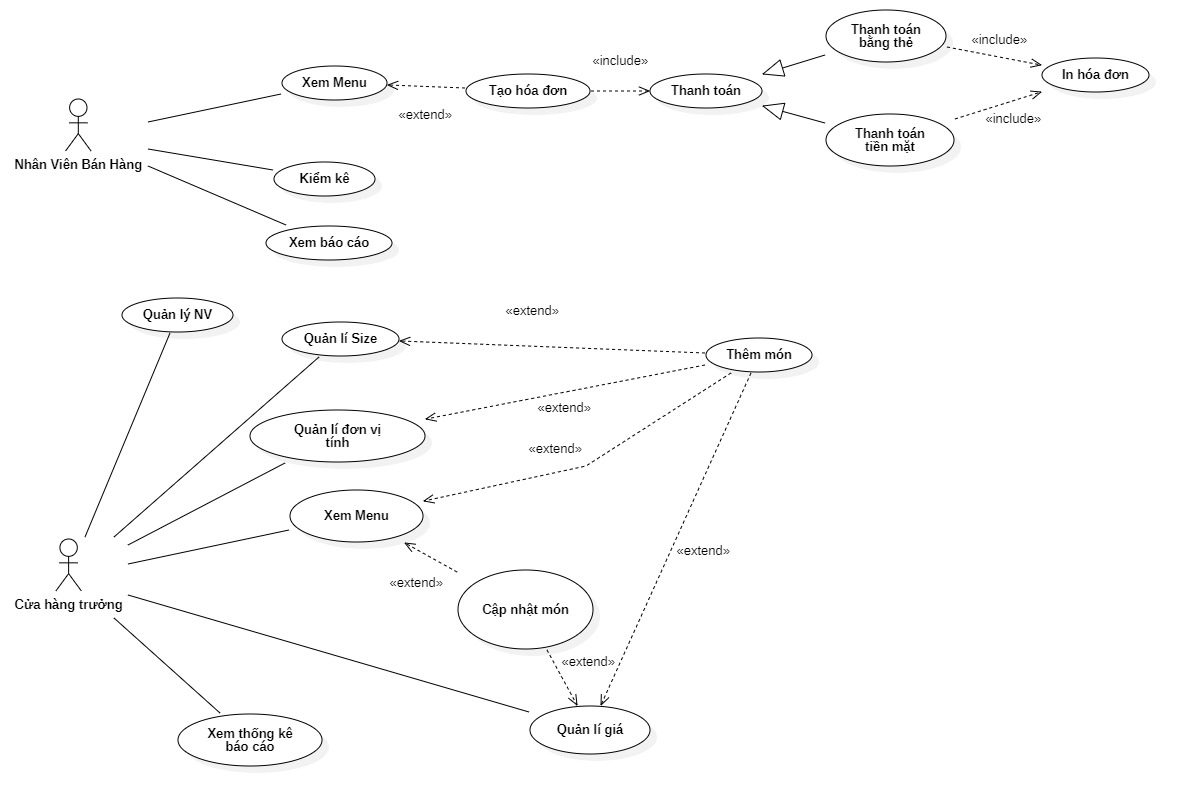 Thanh toán
bằng thẻ
«include»
«include»
Xem Menu
Tạo hóa đơn
Thanh toán
In hóa đơn
«extend»
«include»
Thanh toán
tiền mặt
Nhân Viên Bán Hàng
Kiểm kê
Xem báo cáo
Quản lý NV
«extend»
Quản lí Size
Thêm món
«extend»
Quản lí đơn vị
tính
«extend»
Xem Menu
«extend»
«extend»
Cửa hàng trưởng
Cập nhật món
«extend»
Quản lí giá
Xem thống kê
báo cáo